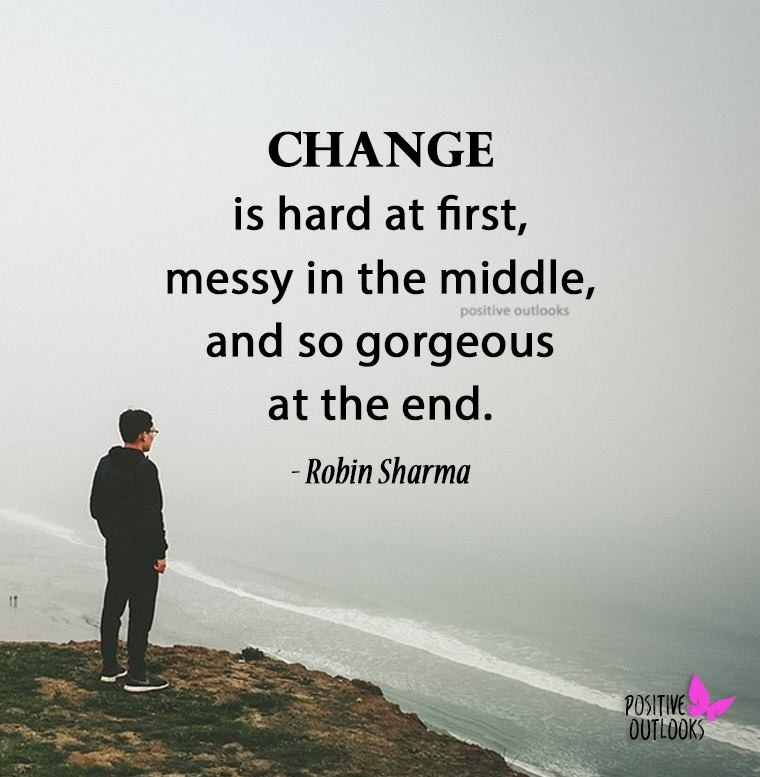 CHANGE
is hard at first,
messy in the middle,
positive outlooks
and so gorgeous
at the end.
- Robin Sharma
POSITIVE
OUTLOOKS